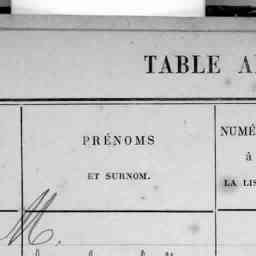 TABLE A
PRÉNOMS
ET SURNOM.
NUMÉ
à
LA LIS
M.